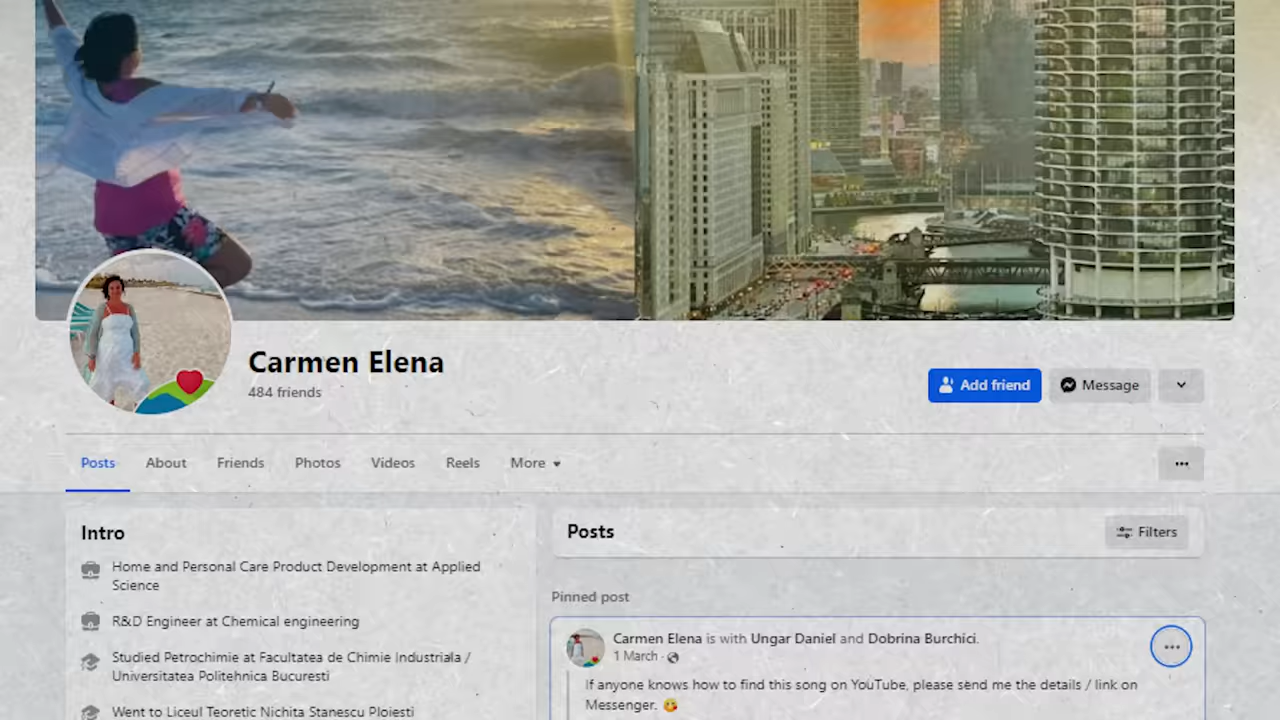 Carmen Elena
484 friends
Add friend
Message
Posts
About
Friends
Photos
Videos
Reels
More
Intro
Home and Personal Care Product Development at Applied
Science
R&D Engineer at Chemical engineering
Studied Petrochimie at Facultatea de Chimie Industriala /
Universitatea Politehnica Bucuresti
Went to Liceul Teoretic Nichita Stanescu Ploiesti
Posts
Filters
Pinned post
Carmen Elena is with Ungar Daniel and Dobrina Burchici.
1 March ·
If anyone knows how to find this song on YouTube, please send me the details / link on
Messenger. 😋